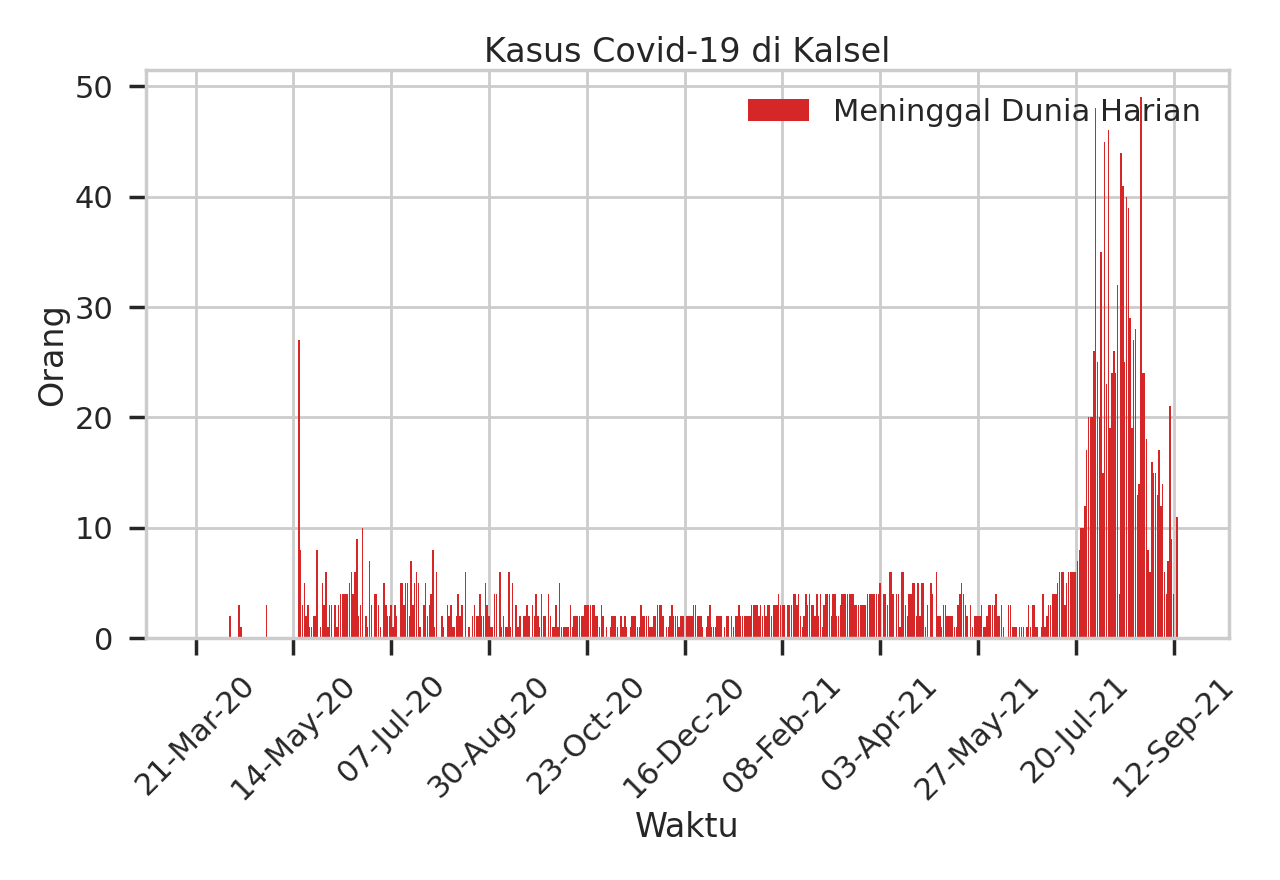 Kasus Covid-19 di Kalsel
Meninggal Dunia Harian
50
40
30
20
10
0
Orang
21-Mar-20
14-May-20
07-Jul-20
30-Aug-20
23-Oct-20
16-Dec-20
08-Feb-21
03-Apr-21
27-May-21
20-Jul-21
12-Sep-21
Waktu